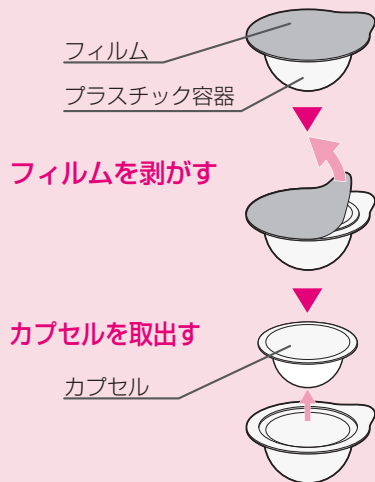 フィルム
プラスチック容器
フィルムを剥がす
カプセルを取出す
カプセル